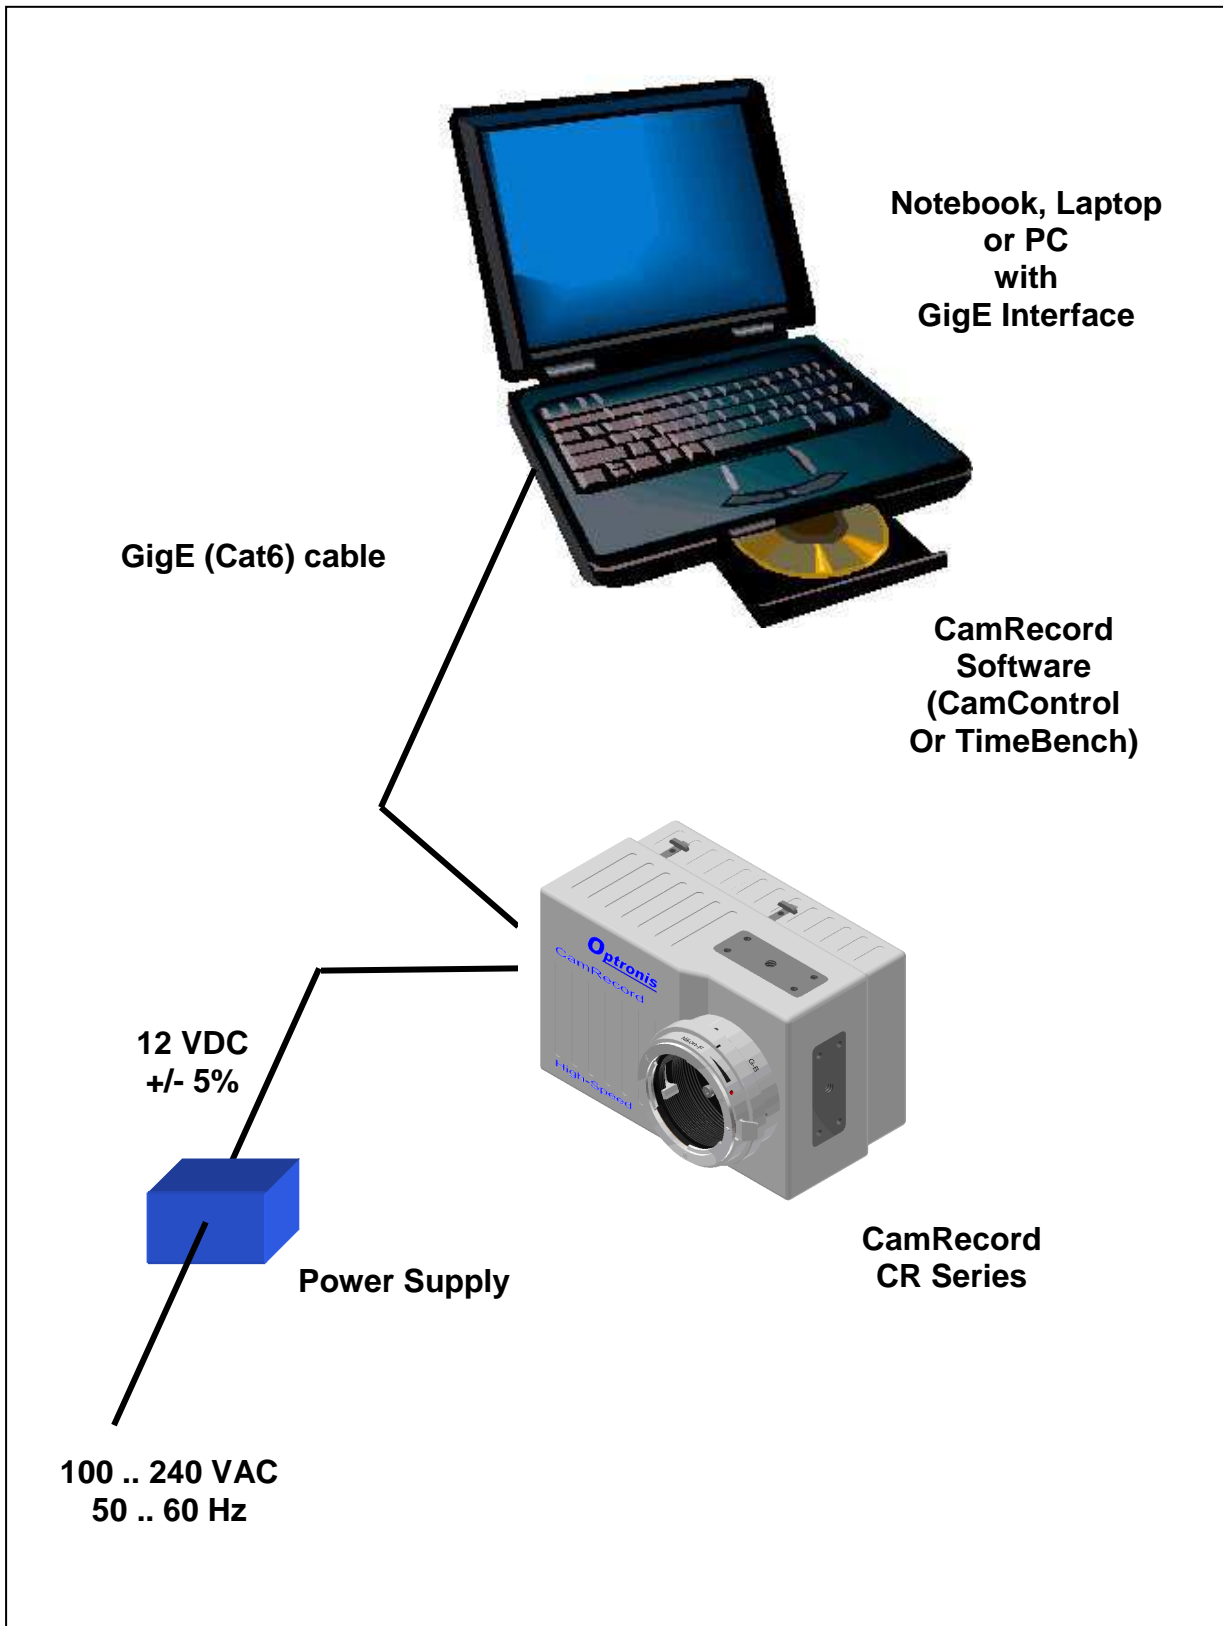 Notebook, Laptop
or PC
with
GigE Interface
GigE (Cat6) cable
CamRecord
Software
(CamControl
Or TimeBench)
Optronis
CamRecord
High-Speed
Nikon-F
G-B
12 VDC
+/- 5%
Power Supply
CamRecord
CR Series
100 .. 240 VAC
50 .. 60 Hz